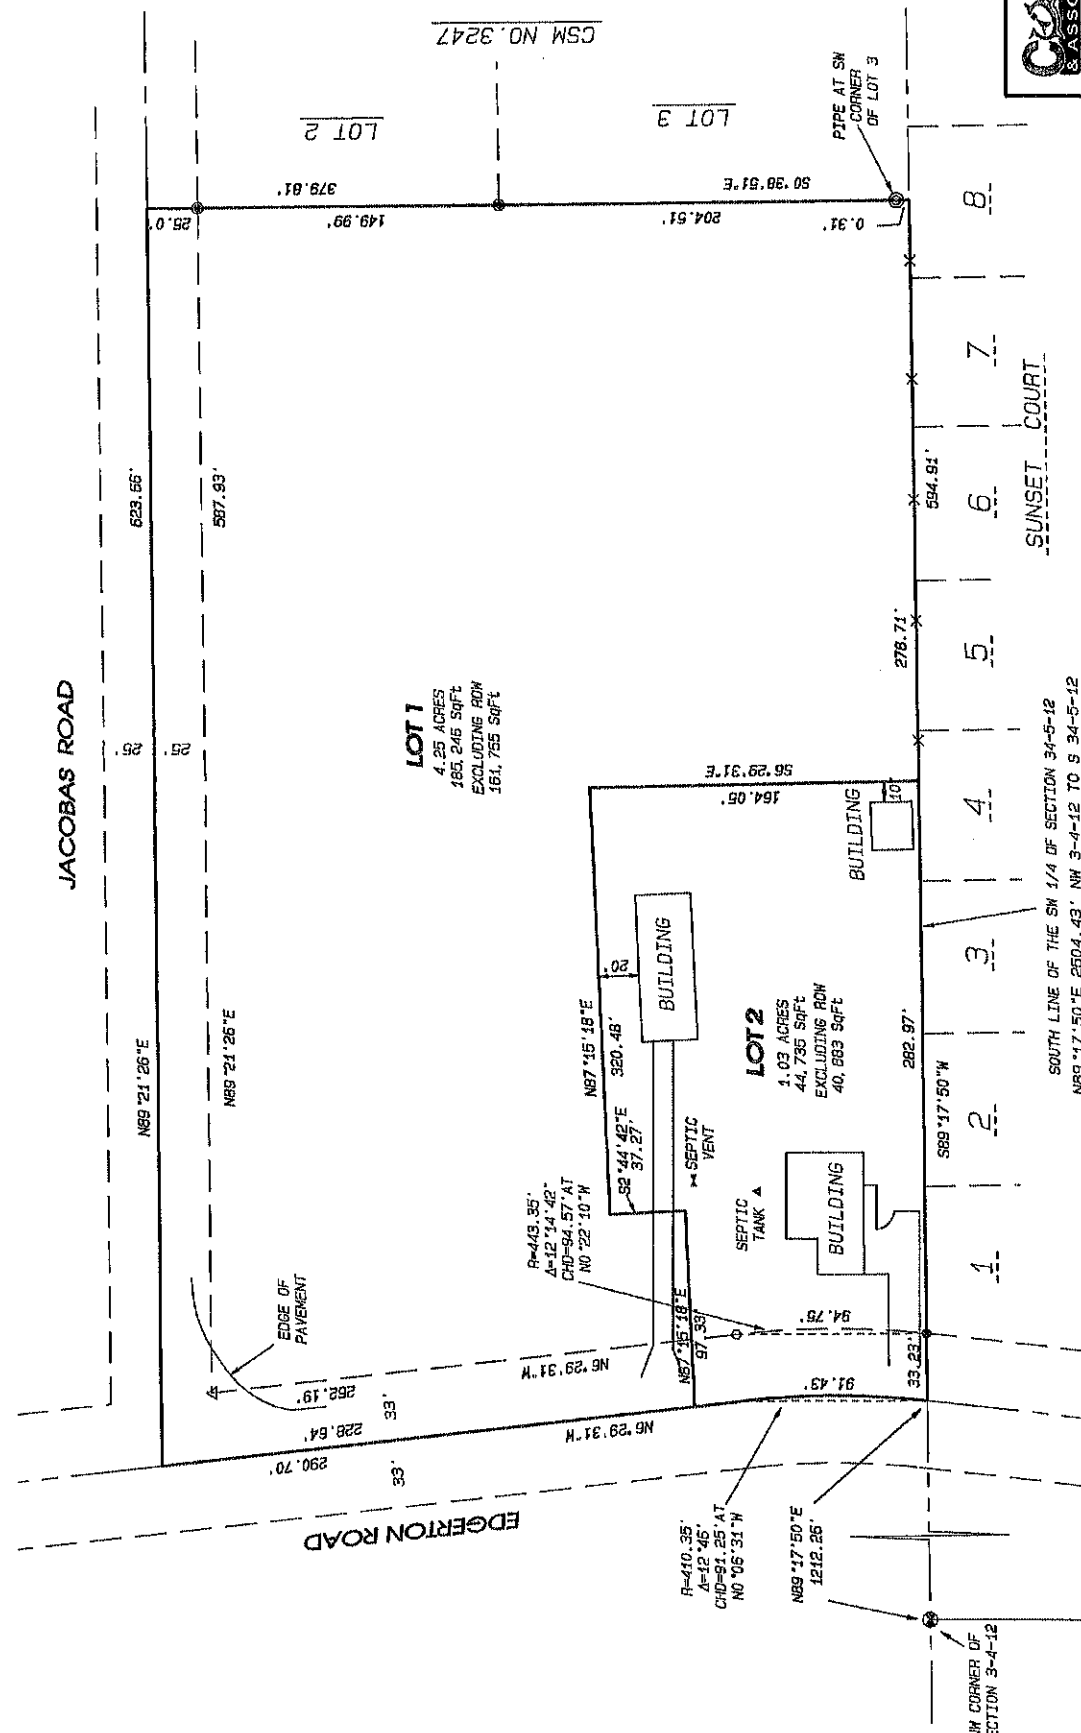 JACOBAS ROAD
N89°21'26"E
623.66'
25'
25'
N89°21'26"E
587.93'
25.0'
149.99'
379.81'
204.51'
S0°38'51"E
0.31'
PIPE AT SW
CORNER
OF LOT 3
LOT 2
LOT 3
CSM NO. 3247
LOT 1
4.25 ACRES
185,246 SqFt
EXCLUDING ROW
161,755 SqFt
EDGE OF
PAVEMENT
262.19'
228.64'
290.70'
33'
33'
N6°29'31"W
N6°29'31"W
EDGERTON ROAD
R=443.35'
Δ=12°14'42"
CHD=94.57'AT
N0°22'10"W
S2°44'42"E
37.27'
N87°15'18"E
320.48'
20'
BUILDING
S6°29'31"E
164.05'
BUILDING
10'
SEPTIC
VENT
N87°15'18"E
97.33'
LOT 2
1.03 ACRES
44,735 SqFt
EXCLUDING ROW
40,883 SqFt
SEPTIC
TANK
BUILDING
94.75'
91.43'
33.23'
R=410.35'
Δ=12°46"
CHD=91.25'AT
N0°06'31"W
N89°17'50"E
1212.26'
S89°17'50"W
282.97'
278.71'
594.91'
1
2
3
4
5
6
7
8
SUNSET COURT
SOUTH LINE OF THE SW 1/4 OF SECTION 34-5-12
N89°17'50"E 2504.43' NW 3-4-12 TO S 34-5-12
NW CORNER OF
SECTION 3-4-12
& ASSO